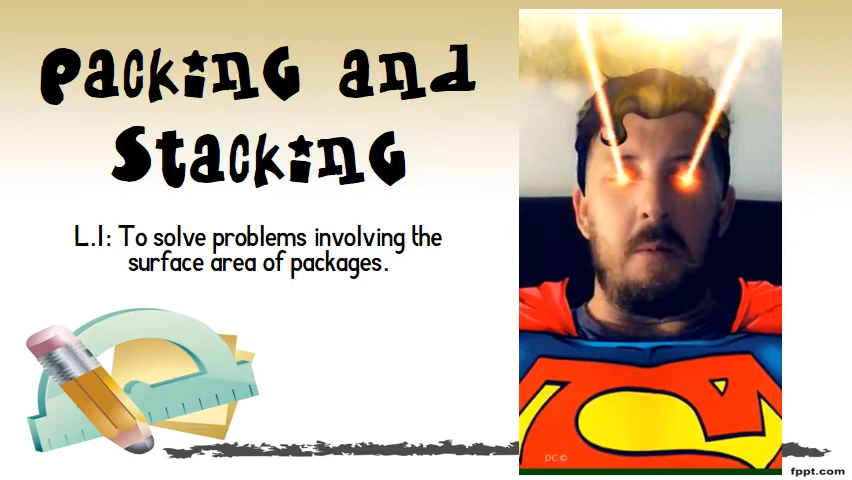 Packing and
Stacking
L.I: To solve problems involving the
surface area of packages.
DC ©
fppt.com